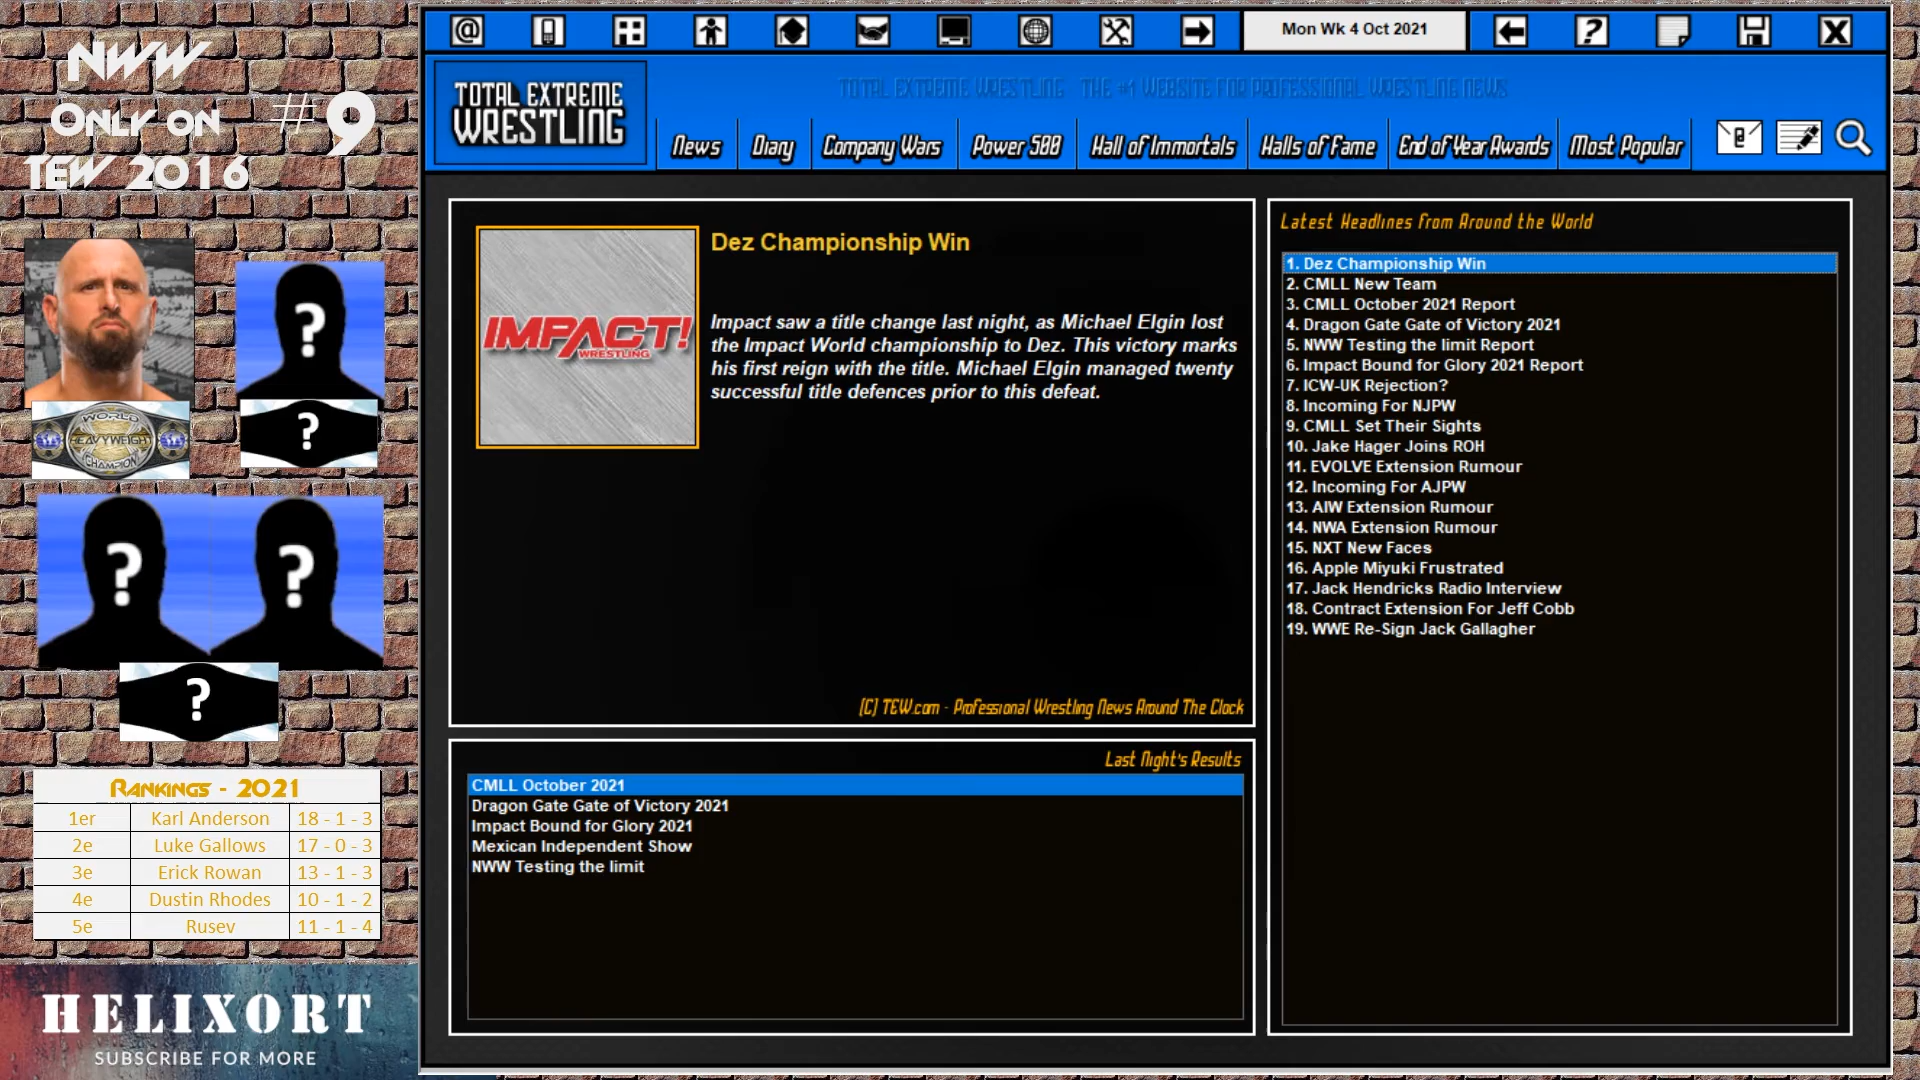 NWW
Only on
TEW 2016
#9
WORLD
HEAVYWEIGHT
CHAMPION
?
?
?
?
?
Rankings - 2021
1er Karl Anderson 18 - 1 - 3
2e Luke Gallows 17 - 0 - 3
3e Erick Rowan 13 - 1 - 3
4e Dustin Rhodes 10 - 1 - 2
5e Rusev 11 - 1 - 4
HELIXORT
SUBSCRIBE FOR MORE
Mon Wk 4 Oct 2021
TOTAL EXTREME
WRESTLING
TOTAL EXTREME WRESTLING THE #1 WEBSITE FOR PROFESSIONAL WRESTLING NEWS
News Diary Company Wars Power 500 Hall of Immortals Halls of Fame End of Year Awards Most Popular
IMPACT!
WRESTLING
Dez Championship Win
Impact saw a title change last night, as Michael Elgin lost
the Impact World championship to Dez. This victory marks
his first reign with the title. Michael Elgin managed twenty
successful title defences prior to this defeat.
(C) TEW.com - Professional Wrestling News Around The Clock
Last Night's Results
CMLL October 2021
Dragon Gate Gate of Victory 2021
Impact Bound for Glory 2021
Mexican Independent Show
NWW Testing the limit
Latest Headlines From Around the World
1. Dez Championship Win
2. CMLL New Team
3. CMLL October 2021 Report
4. Dragon Gate Gate of Victory 2021
5. NWW Testing the limit Report
6. Impact Bound for Glory 2021 Report
7. ICW-UK Rejection?
8. Incoming For NJPW
9. CMLL Set Their Sights
10. Jake Hager Joins ROH
11. EVOLVE Extension Rumour
12. Incoming For AJPW
13. AIW Extension Rumour
14. NWA Extension Rumour
15. NXT New Faces
16. Apple Miyuki Frustrated
17. Jack Hendricks Radio Interview
18. Contract Extension For Jeff Cobb
19. WWE Re-Sign Jack Gallagher